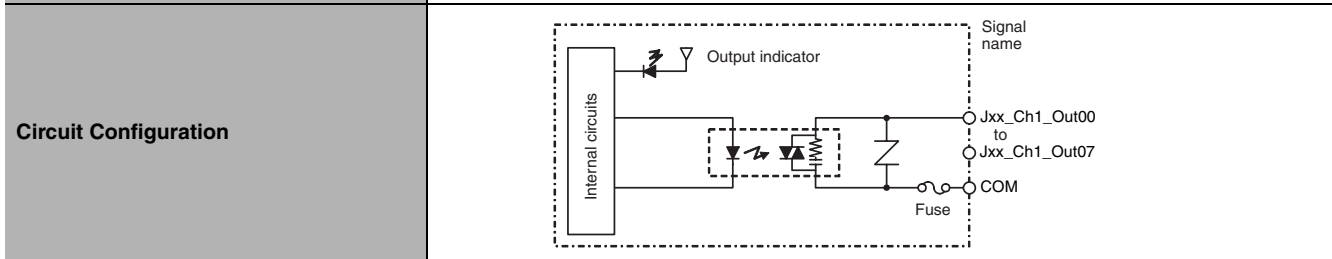 Circuit Configuration
Signal
name
Output indicator
Internal circuits
Jxx_Ch1_Out00
to
Jxx_Ch1_Out07
COM
Fuse